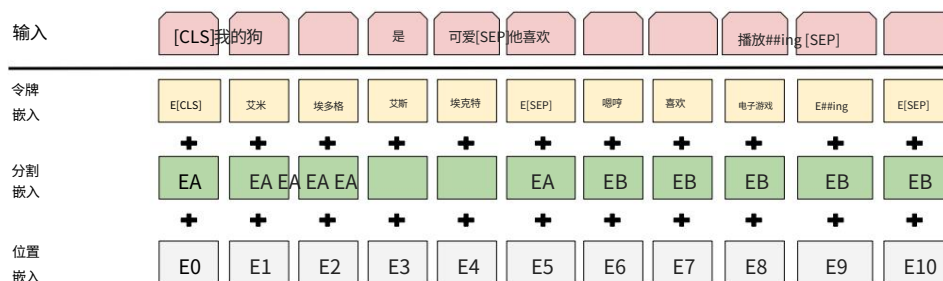 输入 [CLS]我的狗 是 可爱[SEP]他喜欢 播放##ing [SEP]
令牌
嵌入
E[CLS] 艾米 埃多格 艾斯 埃克特 E[SEP] 嗯哼 喜欢 电子游戏 E##ing E[SEP]
分割
嵌入
EA EA EA EA EA EA EB EB EB EB EB
位置
嵌入
E0 E1 E2 E3 E4 E5 E6 E7 E8 E9 E10